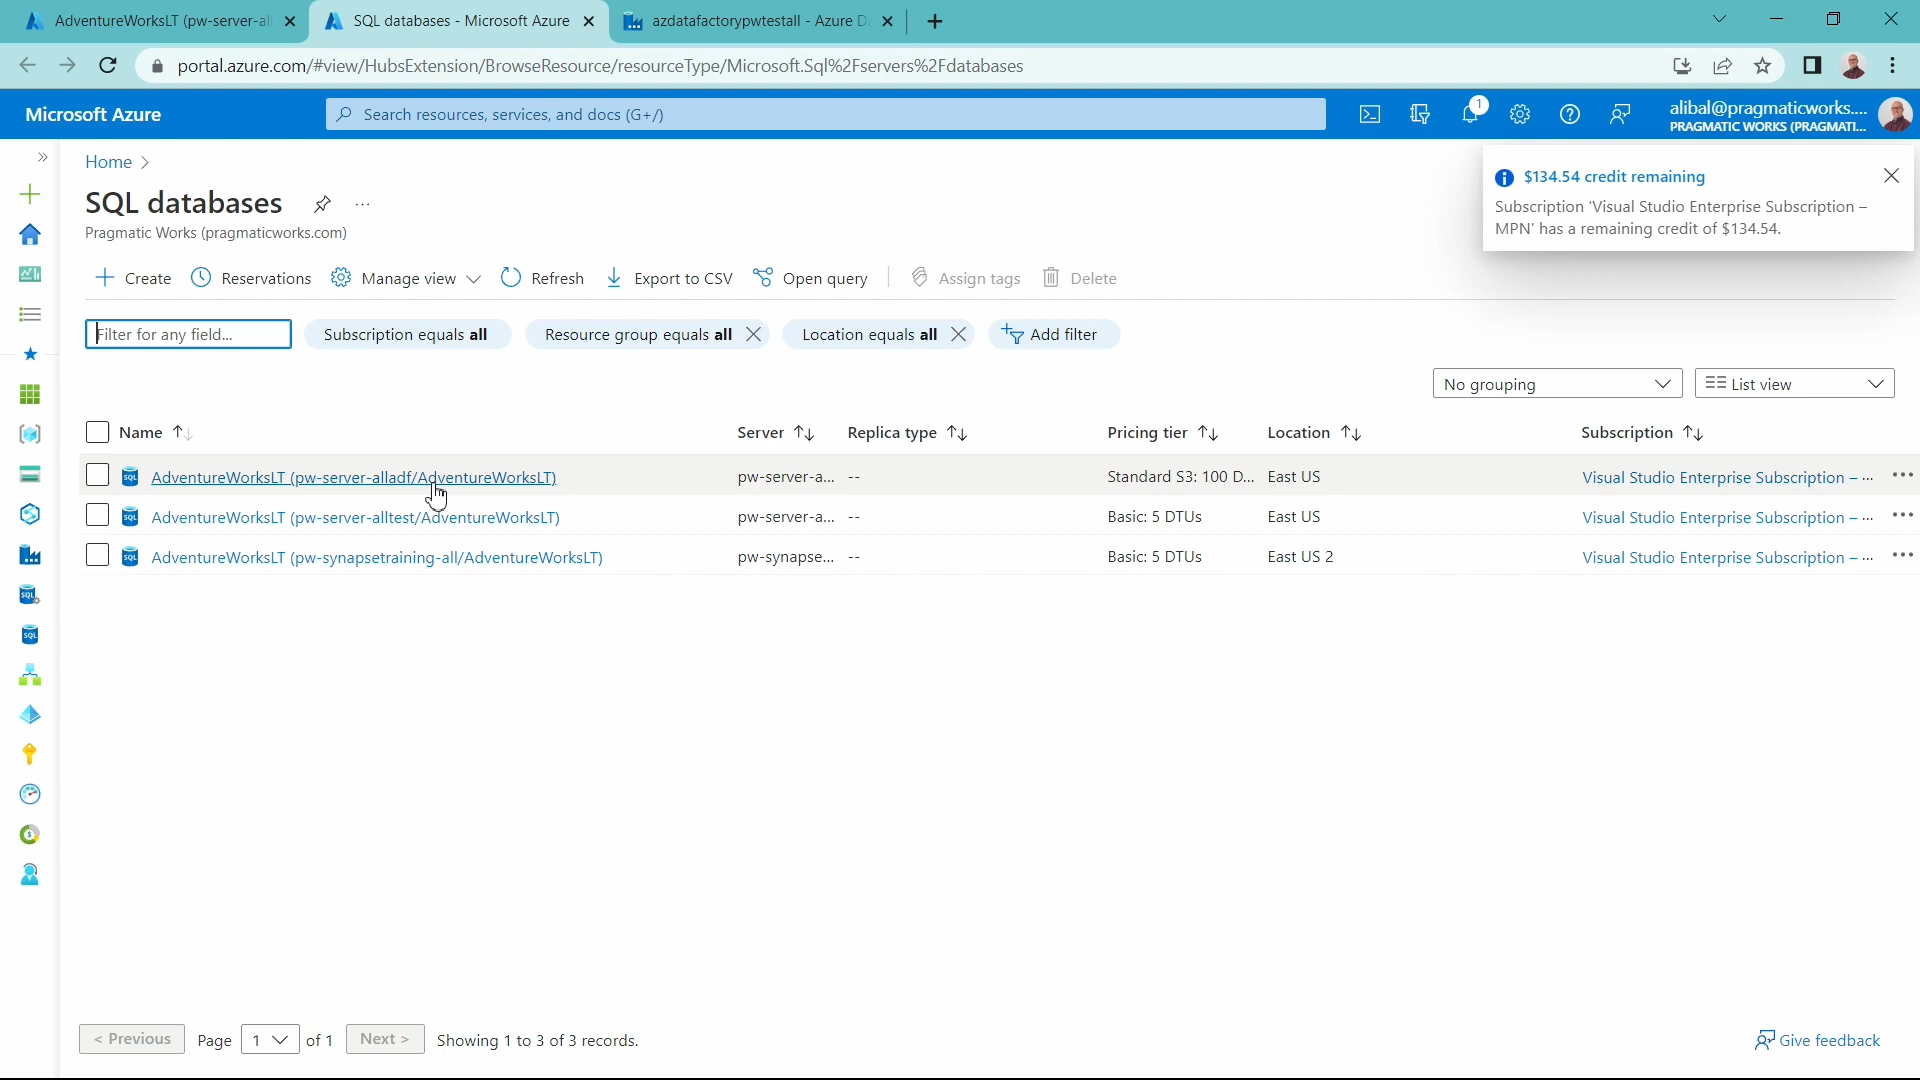 AdventureWorksLT (pw-server-all
SQL databases - Microsoft Azure
azdatafactorypwtestall - Azure D
portal.azure.com/#view/HubsExtension/BrowseResource/resourceType/Microsoft.Sql%2Fservers%2Fdatabases
Microsoft Azure
Search resources, services, and docs (G+/)
1
alibal@pragmaticworks....
PRAGMATIC WORKS (PRAGMATI...
Home >
$134.54 credit remaining
Subscription 'Visual Studio Enterprise Subscription –
MPN' has a remaining credit of $134.54.
SQL databases
...
Pragmatic Works (pragmaticworks.com)
Create Reservations Manage view Refresh Export to CSV Open query Assign tags Delete
Filter for any field... Subscription equals all Resource group equals all Location equals all Add filter
No grouping List view
Name Server Replica type Pricing tier Location Subscription
SQL AdventureWorksLT (pw-server-alladf/AdventureWorksLT) pw-server-a... -- Standard S3: 100 D... East US Visual Studio Enterprise Subscription – ... ...
SQL AdventureWorksLT (pw-server-alltest/AdventureWorksLT) pw-server-a... -- Basic: 5 DTUs East US Visual Studio Enterprise Subscription – ... ...
SQL AdventureWorksLT (pw-synapsetraining-all/AdventureWorksLT) pw-synapse... -- Basic: 5 DTUs East US 2 Visual Studio Enterprise Subscription – ... ...
SQL
SQL
< Previous Page 1 of 1 Next > Showing 1 to 3 of 3 records.
Give feedback